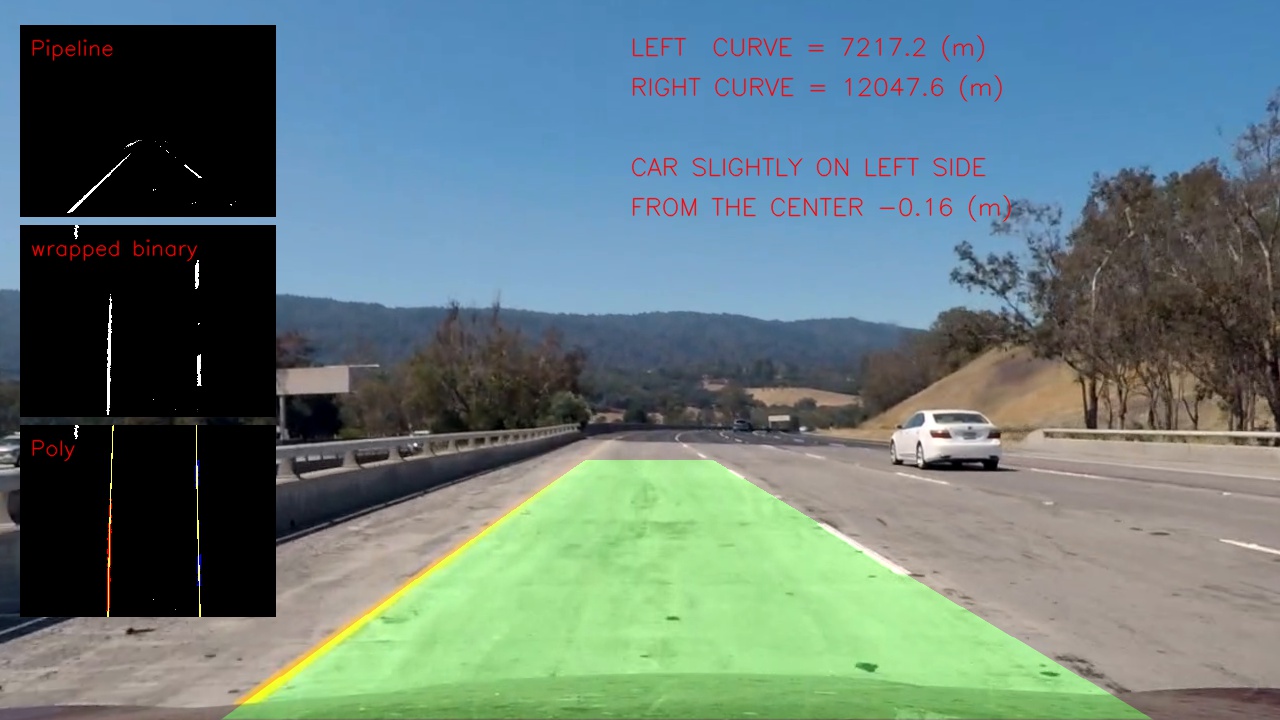 Pipeline
wrapped binary
Poly
LEFT  CURVE = 7217.2 (m)
RIGHT CURVE = 12047.6 (m)
CAR SLIGHTLY ON LEFT SIDE
FROM THE CENTER -0.16 (m)